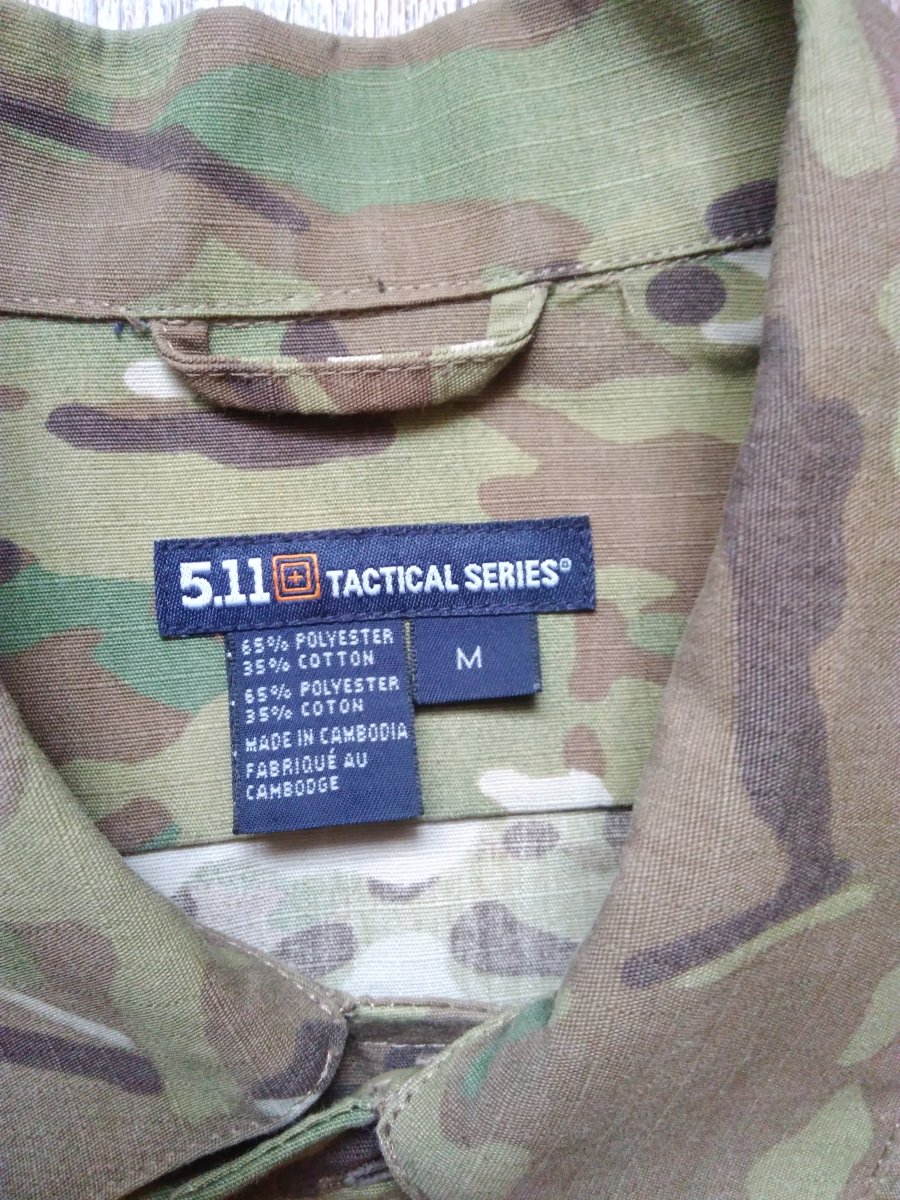 5.11 TACTICAL SERIES®
65% POLYESTER
35% COTTON
65% POLYESTER
35% COTON
MADE IN CAMBODIA
FABRIQUÉ AU
CAMBODGE
M